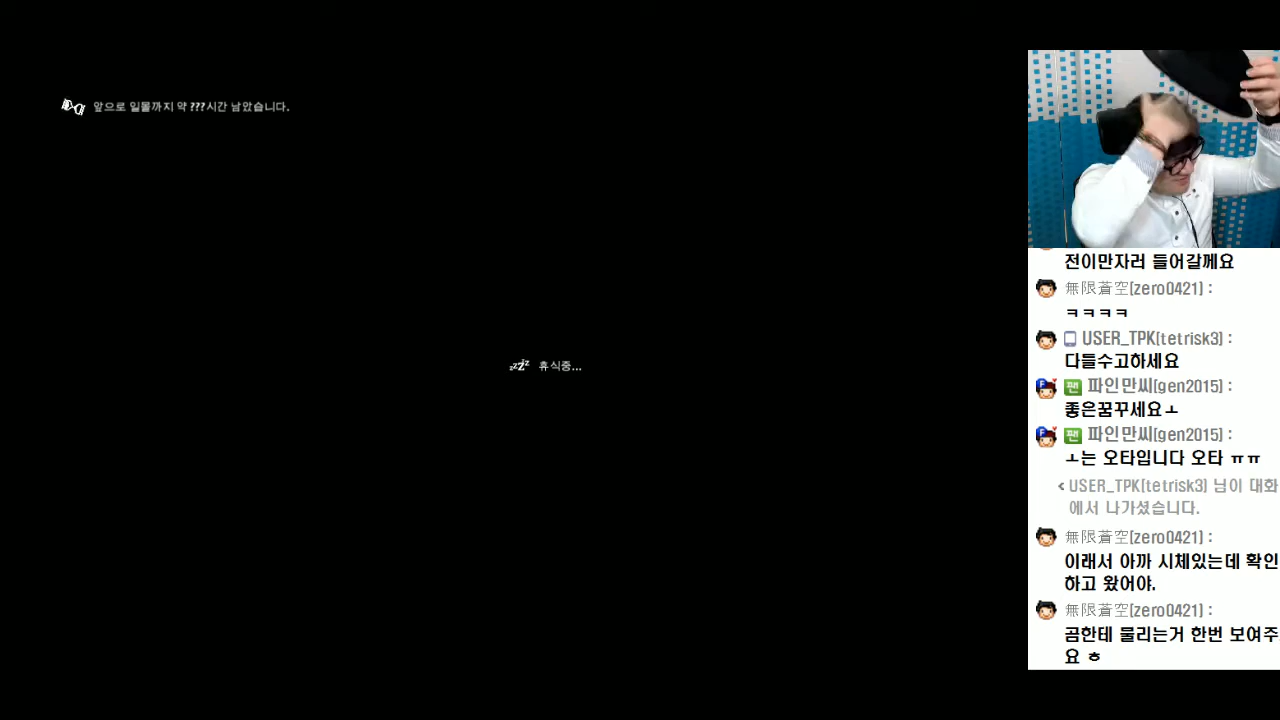 앞으로 일몰까지 약 ???시간 남았습니다.
zzZzz 휴식중...
전이만자러 들어갈께요
無限蒼空(zero0421) :
ㅋㅋㅋㅋ
USER_TPK(tetrisk3) :
다들수고하세요
팬 파인만씨(gen2015) :
좋은꿈꾸세요ㅗ
팬 파인만씨(gen2015) :
ㅗ는 오타입니다 오타 ㅠㅠ
< USER_TPK(tetrisk3) 님이 대화
에서 나가셨습니다.
無限蒼空(zero0421) :
이래서 아까 시체있는데 확인
하고 왔어야.
無限蒼空(zero0421) :
곰한테 물리는거 한번 보여주
요 ㅎ